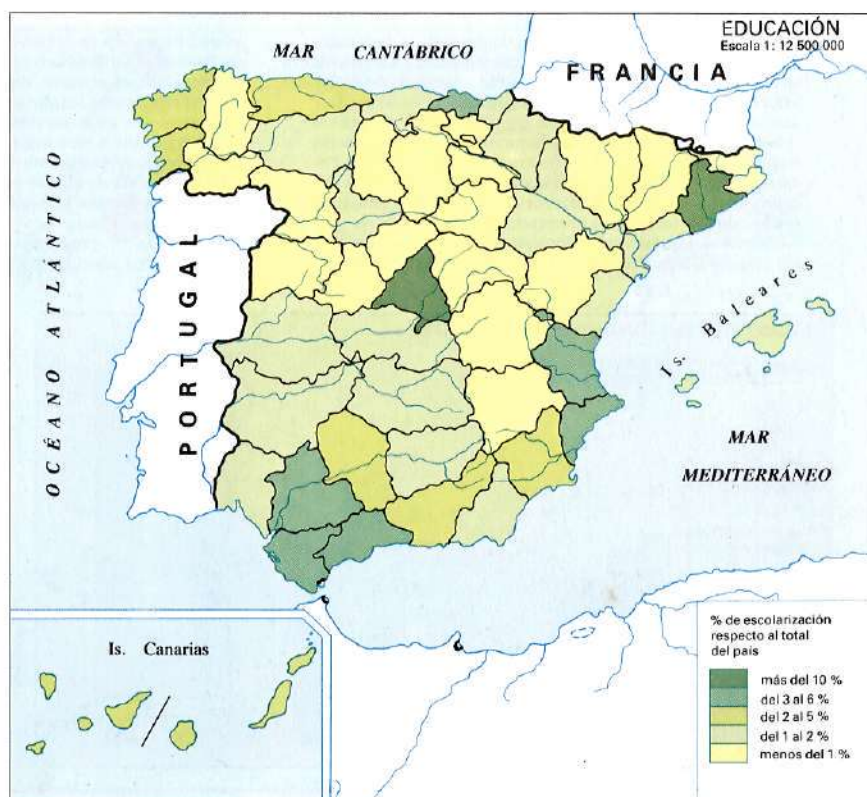 EDUCACIÓN
Escala 1: 12 500 000
MAR CANTÁBRICO
FRANCIA
OCÉANO ATLÁNTICO
PORTUGAL
Is. Baleares
MAR
MEDITERRÁNEO
Is. Canarias
% de escolarización
respecto al total
del país
más del 10 %
del 3 al 6 %
del 2 al 5 %
del 1 al 2 %
menos del 1 %